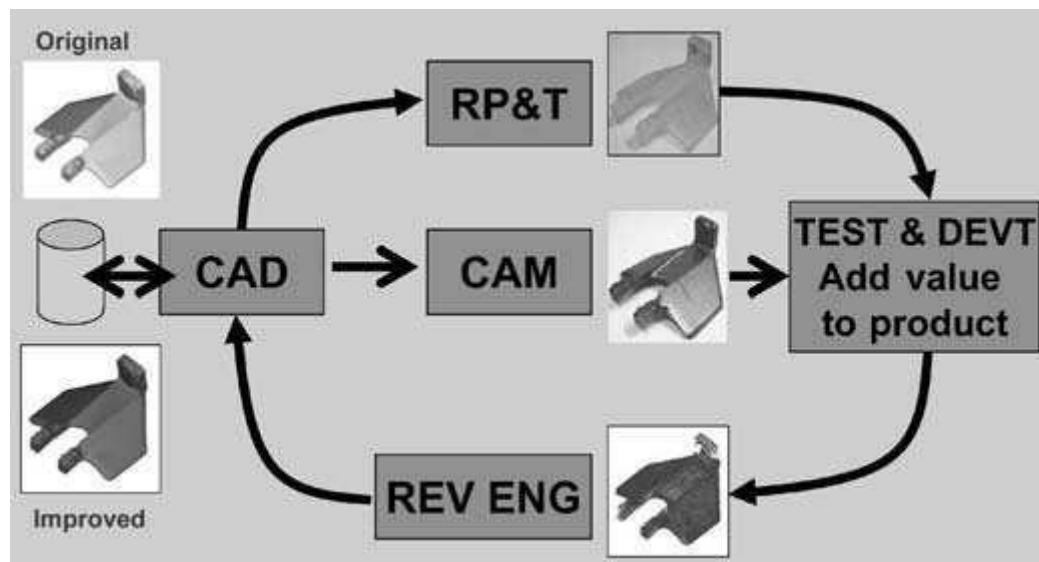 Original
RP&T
CAD
CAM
TEST & DEVT
Add value
to product
REV ENG
Improved